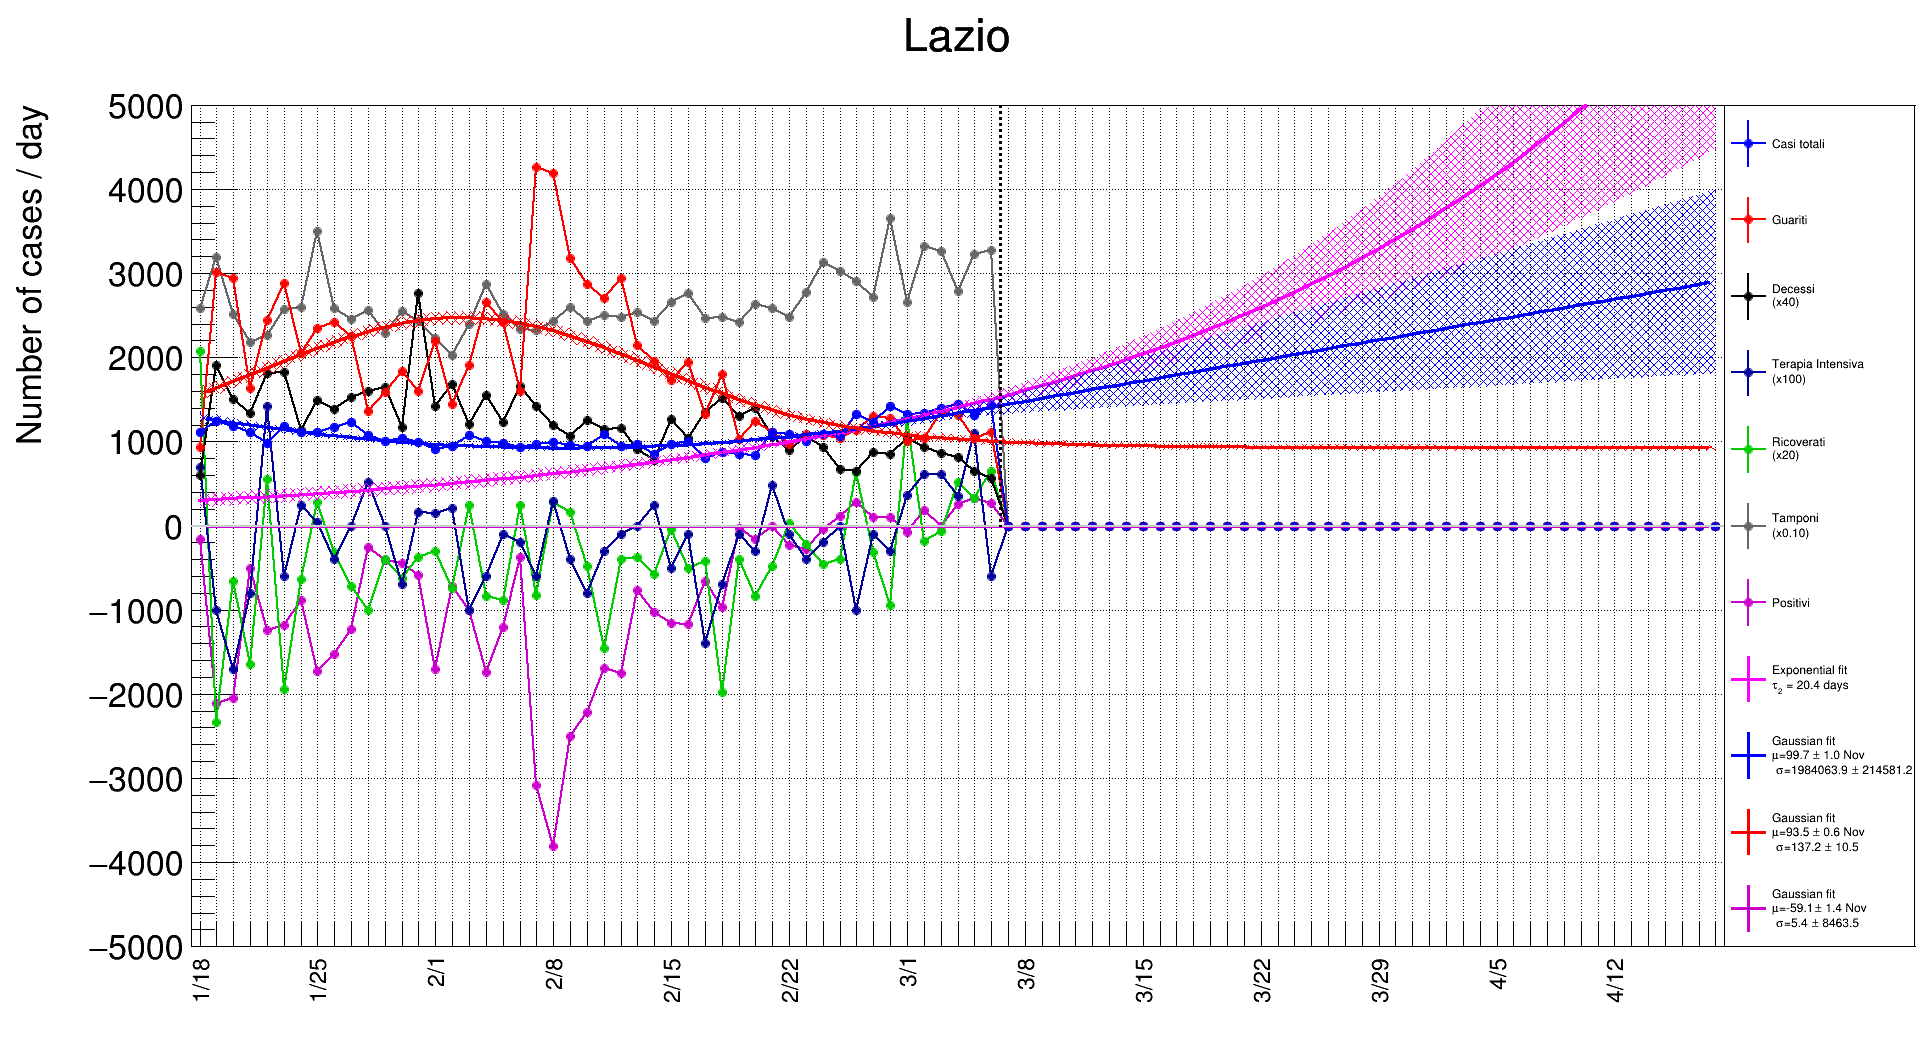 Lazio
Number of cases / day
5000
4000
3000
2000
1000
0
−1000
−2000
−3000
−4000
−5000
1/18
1/25
2/1
2/8
2/15
2/22
3/1
3/8
3/15
3/22
3/29
4/5
4/12
Casi totali
Guariti
Decessi
(x40)
Terapia Intensiva
(x100)
Ricoverati
(x20)
Tamponi
(x0.10)
Positivi
Exponential fit
τ2 = 20.4 days
Gaussian fit
μ=99.7 ± 1.0 Nov
σ=1984063.9 ± 214581.2
Gaussian fit
μ=93.5 ± 0.6 Nov
σ=137.2 ± 10.5
Gaussian fit
μ=-59.1 ± 1.4 Nov
σ=5.4 ± 8463.5